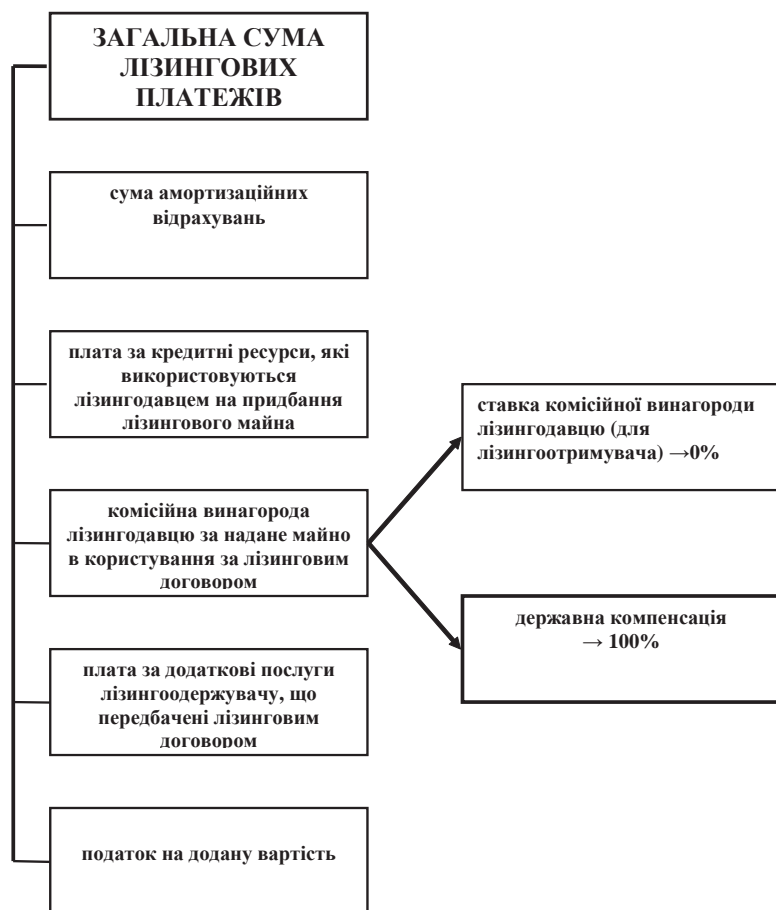 ЗАГАЛЬНА СУМА
ЛІЗИНГОВИХ
ПЛАТЕЖІВ
сума амортизаційних
відрахувань
плата за кредитні ресурси, які
використовуються
лізингодавцем на придбання
лізингового майна
комісійна винагорода
лізингодавцю за надане майно
в користування за лізинговим
договором
ставка комісійної винагороди
лізингодавцю (для
лізингоотримувача) →0%
державна компенсація
→ 100%
плата за додаткові послуги
лізингоодержувачу, що
передбачені лізинговим
договором
податок на додану вартість